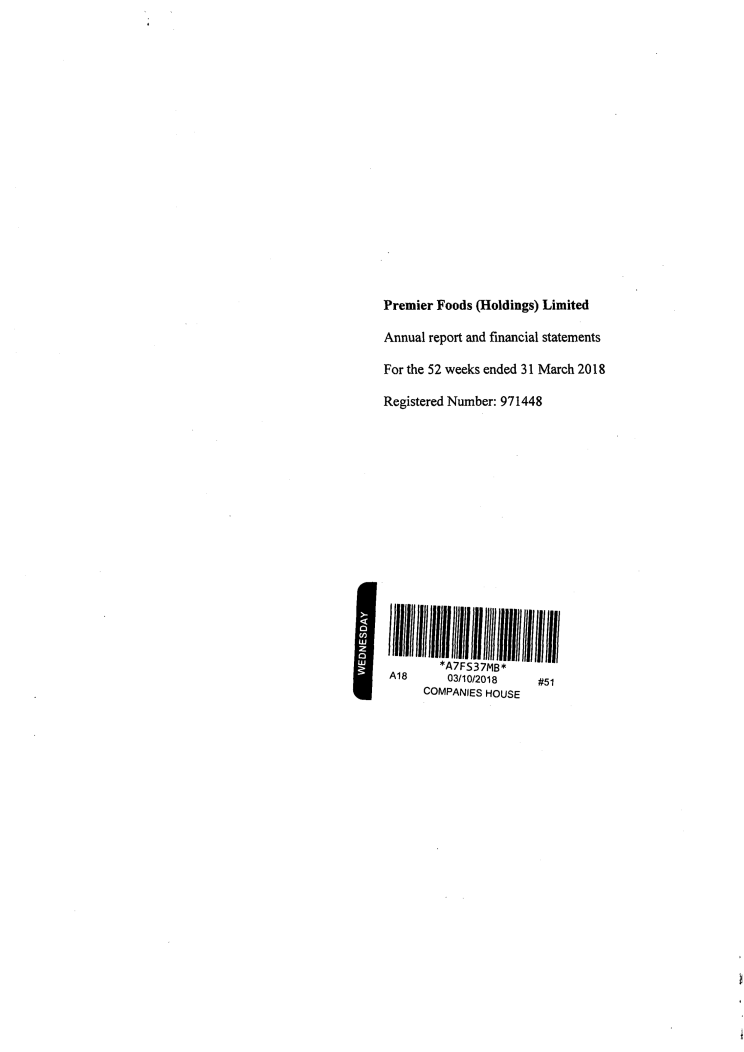 Premier Foods (Holdings) Limited
Annual report and financial statements
For the 52 weeks ended 31 March 2018
Registered Number: 971448
WEDNESDAY
*A7FS37MB*
A18 03/10/2018 #51
COMPANIES HOUSE